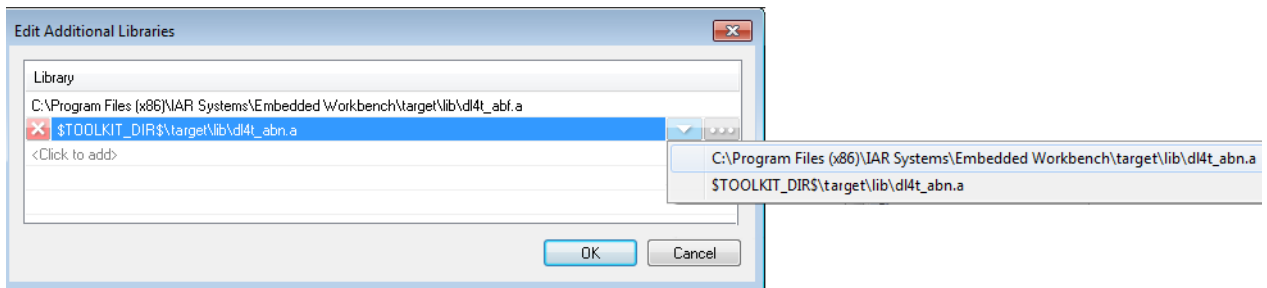 Edit Additional Libraries
Library
C:\Program Files (x86)\IAR Systems\Embedded Workbench\target\lib\dl4t_abf.a
$TOOLKIT_DIR$\target\lib\dl4t_abn.a
<Click to add>
C:\Program Files (x86)\IAR Systems\Embedded Workbench\target\lib\dl4t_abn.a
$TOOLKIT_DIR$\target\lib\dl4t_abn.a
OK
Cancel